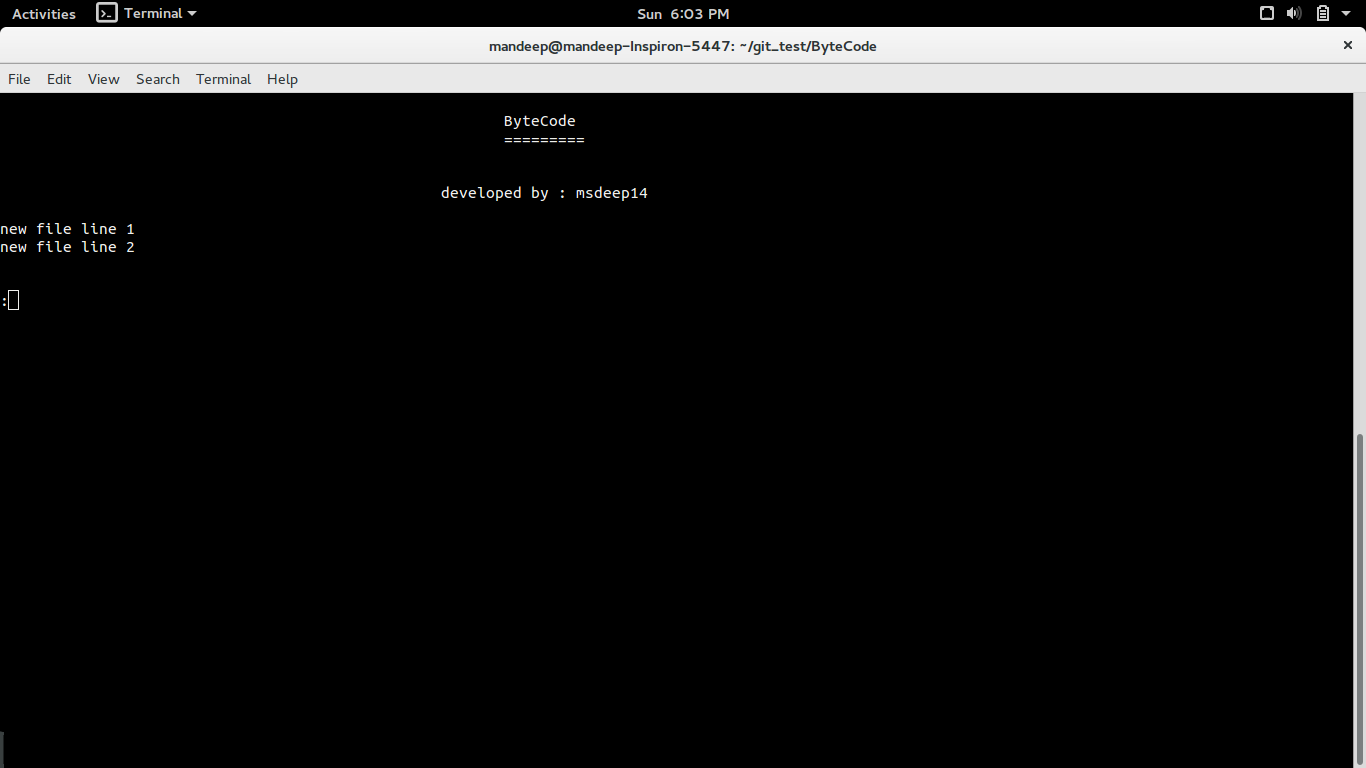 Activities Terminal Sun 6:03 PM
mandeep@mandeep-Inspiron-5447: ~/git_test/ByteCode
File Edit View Search Terminal Help
ByteCode
=========
developed by : msdeep14
new file line 1
new file line 2
: